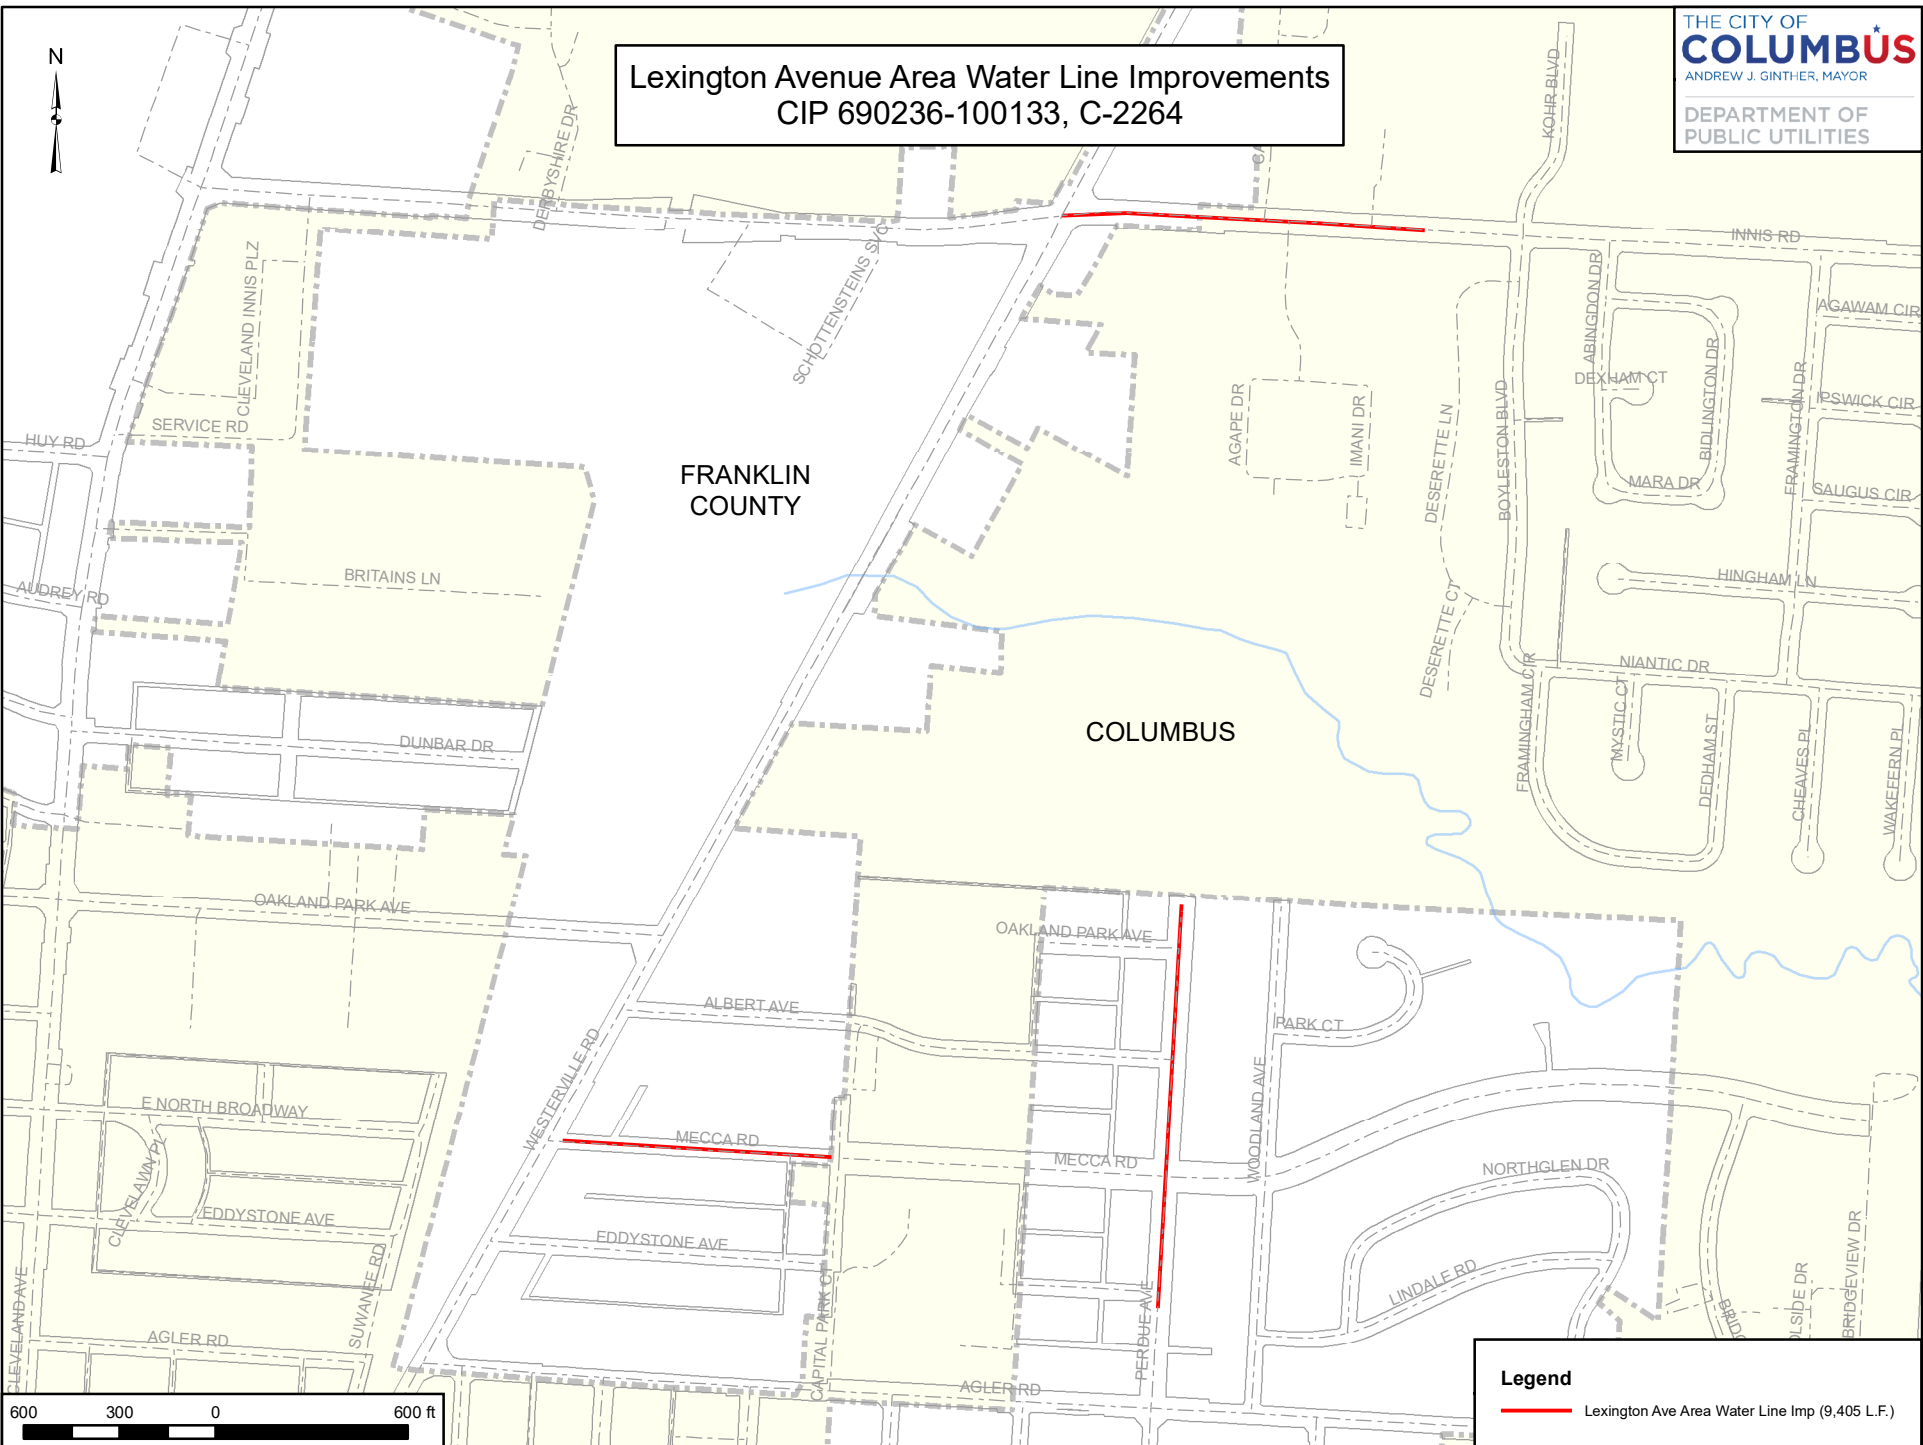 N
Lexington Avenue Area Water Line Improvements
CIP 690236-100133, C-2264
THE CITY OF
COLUMBUS
ANDREW J. GINTHER, MAYOR
DEPARTMENT OF
PUBLIC UTILITIES
KOHR BLVD
DERBYSHIRE DR
INNIS RD
CLEVELAND INNIS PLZ
SCHOTTENSTEINS SVC
ABINGDON DR
AGAWAM CIR
BIDLINGTON DR
DEXHAM CT
FRAMINGTON DR
IPSWICH CIR
AGAPE DR
IMANI DR
DESERETTE LN
BOYLESTON BLVD
SERVICE RD
HUY RD
FRANKLIN
COUNTY
MARA DR
SAUGUS CIR
BRITAINS LN
AUDREY RD
HINGHAM LN
DESERETTE CT
NIANTIC DR
FRAMINGHAM CIR
MYSTIC CT
DEDHAM ST
CHEAVES PL
WAKEFERN PL
DUNBAR DR
COLUMBUS
OAKLAND PARK AVE
OAKLAND PARK AVE
ALBERT AVE
PARK CT
WESTERVILLE RD
WOODLAND AVE
E NORTH BROADWAY
MECCA RD
MECCA RD
NORTHGLEN DR
CLEVELAWN PL
EDDYSTONE AVE
EDDYSTONE AVE
LINDALE RD
SUWANEE RD
CLEVELAND AVE
CAPITAL PARK CT
PERDUE AVE
BRIDGEVIEW DR
OLSIDE DR
BRIDG
AGLER RD
AGLER RD
600 300 0 600 ft
Legend
Lexington Ave Area Water Line Imp (9,405 L.F.)